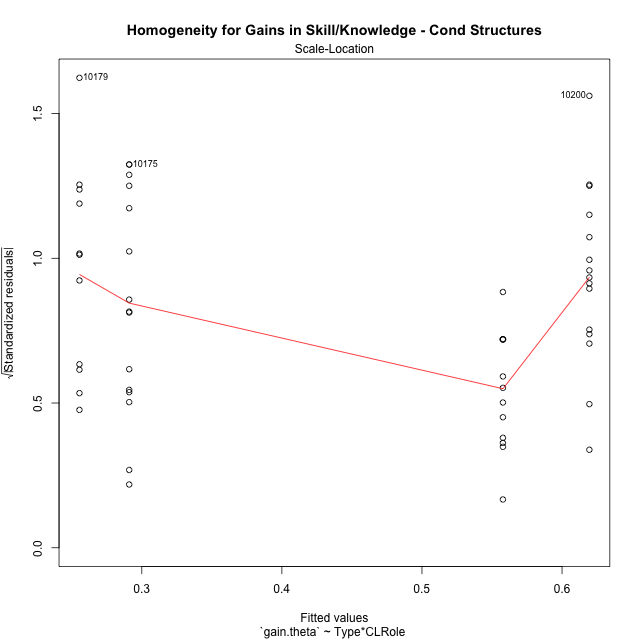 Homogeneity for Gains in Skill/Knowledge - Cond Structures
Scale-Location
10179
10200
10175
1.5
1.0
0.5
0.0
√|Standardized residuals|
0.3 0.4 0.5 0.6
Fitted values
`gain.theta` ~ Type*CLRole